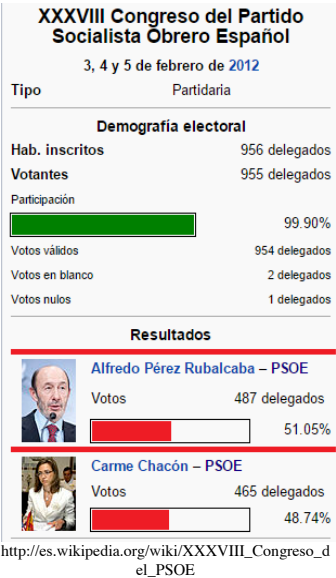 XXXVIII Congreso del Partido
Socialista Obrero Español
3, 4 y 5 de febrero de 2012
Tipo Partidaria
Demografía electoral
Hab. inscritos 956 delegados
Votantes 955 delegados
Participación
99.90%
Votos válidos 954 delegados
Votos en blanco 2 delegados
Votos nulos 1 delegados
Resultados
Alfredo Pérez Rubalcaba – PSOE
Votos 487 delegados
51.05%
Carme Chacón – PSOE
Votos 465 delegados
48.74%
http://es.wikipedia.org/wiki/XXXVIII_Congreso_d
el_PSOE